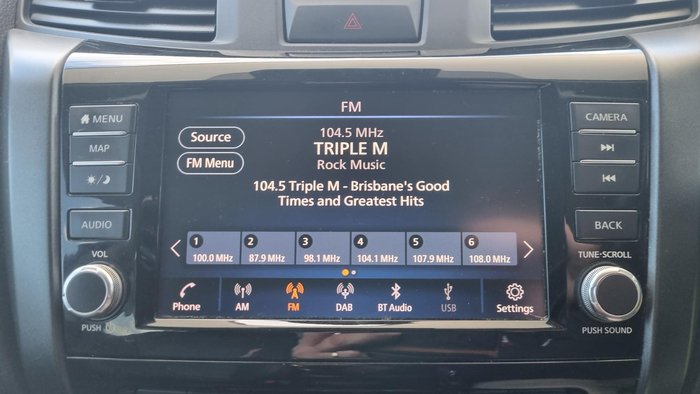 FM
104.5 MHz
TRIPLE M
Rock Music
Source
FM Menu
104.5 Triple M - Brisbane's Good
Times and Greatest Hits
1 2 3 4 5 6
100.0 MHz 87.9 MHz 98.1 MHz 104.1 MHz 107.9 MHz 108.0 MHz
Phone AM FM DAB BT Audio USB Settings
MENU
MAP
AUDIO
VOL
PUSH
CAMERA
BACK
TUNE-SCROLL
PUSH SOUND